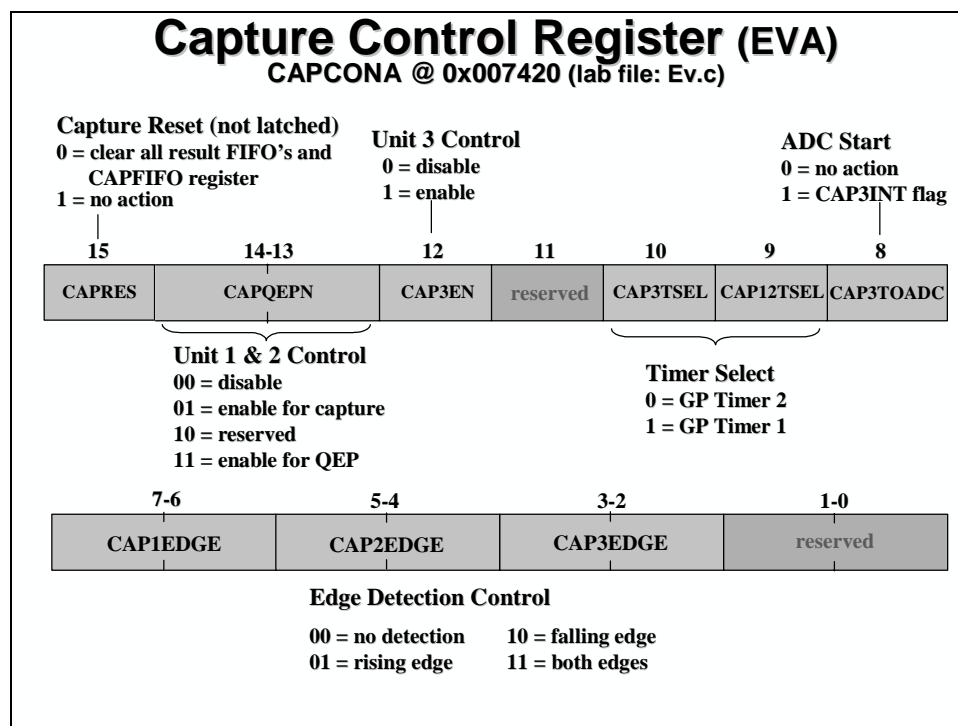 Capture Control Register (EVA)
CAPCONA @ 0x007420 (lab file: Ev.c)
Capture Reset (not latched)
0 = clear all result FIFO's and
CAPFIFO register
1 = no action
Unit 3 Control
0 = disable
1 = enable
ADC Start
0 = no action
1 = CAP3INT flag
15 14-13 12 11 10 9 8
CAPRES CAPQEPN CAP3EN reserved CAP3TSEL CAP12TSEL CAP3TOADC
Unit 1 & 2 Control
00 = disable
01 = enable for capture
10 = reserved
11 = enable for QEP
Timer Select
0 = GP Timer 2
1 = GP Timer 1
7-6 5-4 3-2 1-0
CAP1EDGE CAP2EDGE CAP3EDGE reserved
Edge Detection Control
00 = no detection 10 = falling edge
01 = rising edge 11 = both edges